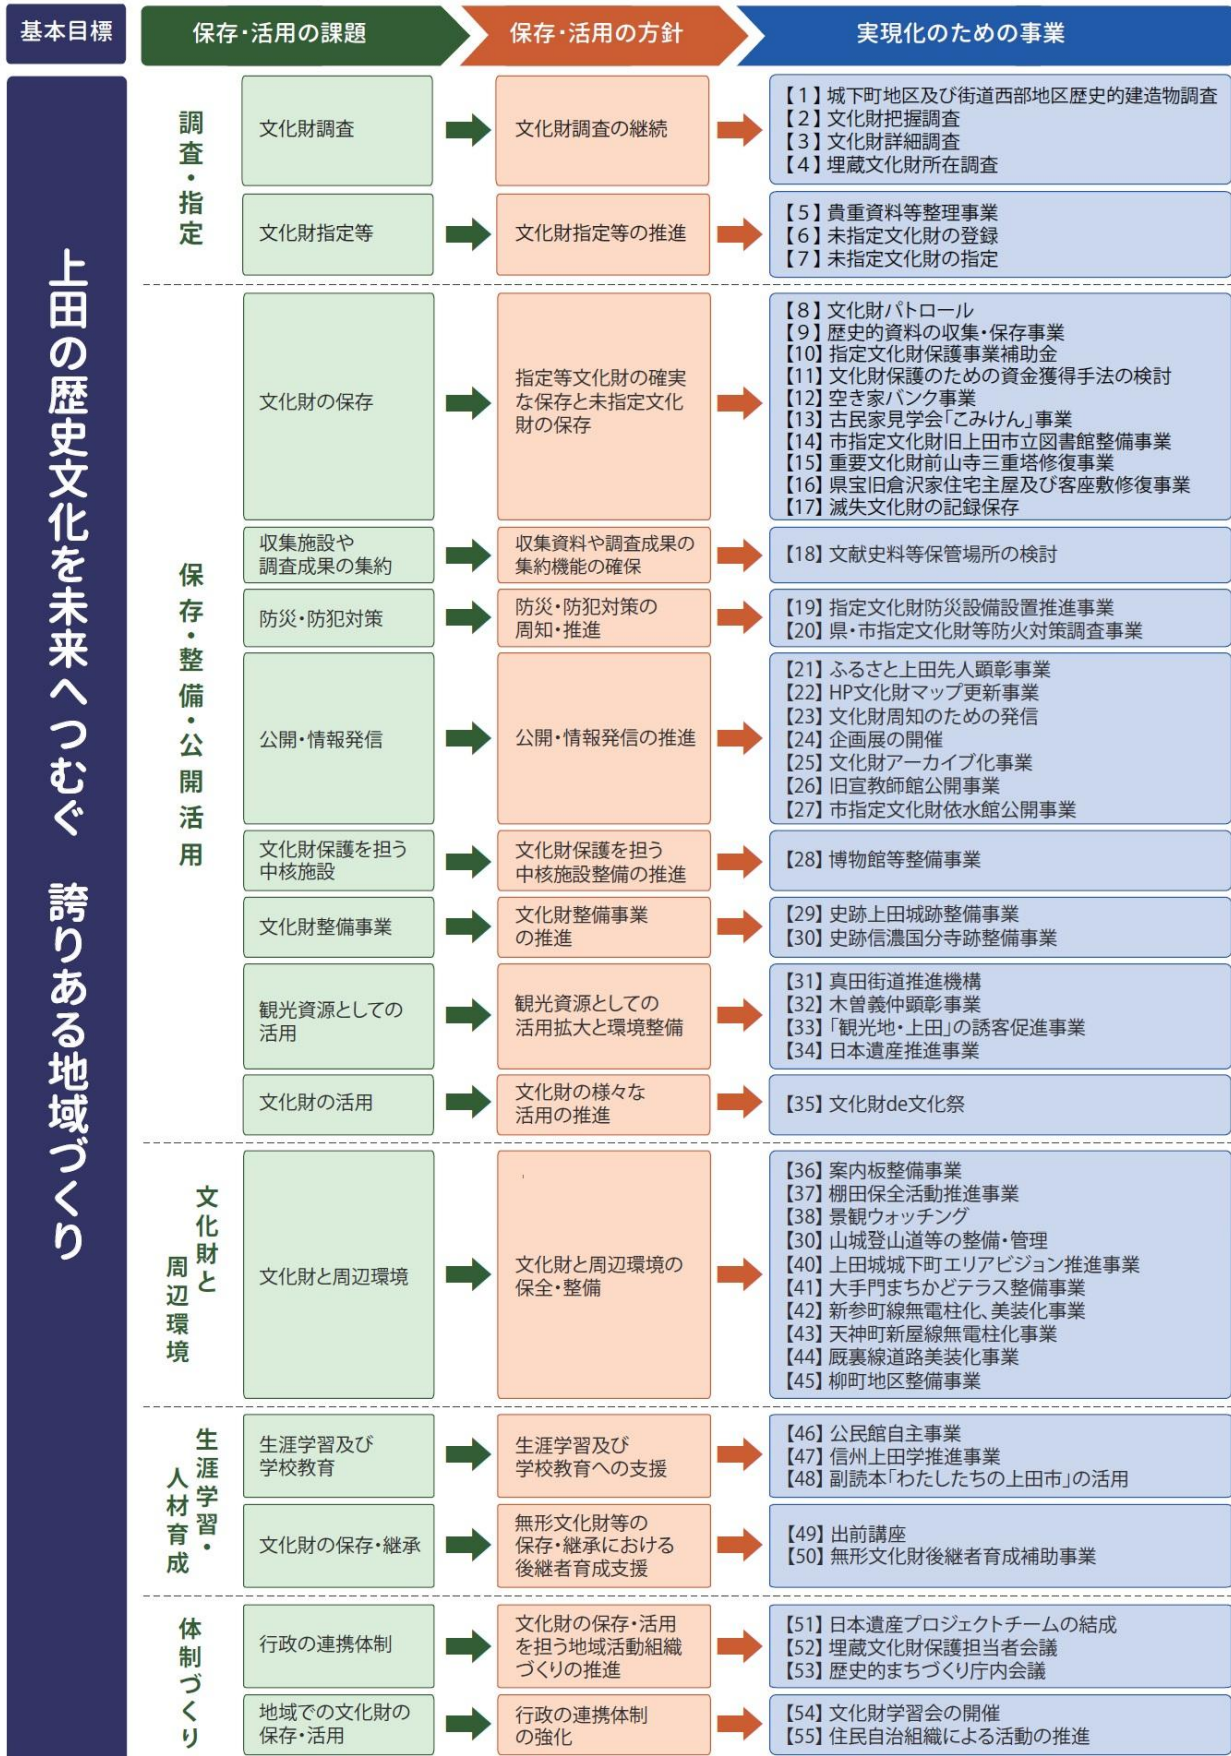 基本目標
保存・活用の課題
保存・活用の方針
実現化のための事業
上田の歴史文化を未来へつむぐ　誇りある地域づくり
調査・指定
文化財調査
文化財調査の継続
【1】城下町地区及び街道西部地区歴史的建造物調査
【2】文化財把握調査
【3】文化財詳細調査
【4】埋蔵文化財所在調査
文化財指定等
文化財指定等の推進
【5】貴重資料等整理事業
【6】未指定文化財の登録
【7】未指定文化財の指定
保存・整備・公開活用
文化財の保存
指定等文化財の確実
な保存と未指定文化
財の保存
【8】文化財パトロール
【9】歴史的資料の収集・保存事業
【10】指定文化財保護事業補助金
【11】文化財保護のための資金獲得手法の検討
【12】空き家バンク事業
【13】古民家見学会「こみけん」事業
【14】市指定文化財旧上田市立図書館整備事業
【15】重要文化財前山寺三重塔修復事業
【16】県宝旧倉沢家住宅主屋及び客座敷修復事業
【17】滅失文化財の記録保存
収集施設や
調査成果の集約
収集資料や調査成果の
集約機能の確保
【18】文献史料等保管場所の検討
防災・防犯対策
防災・防犯対策の
周知・推進
【19】指定文化財防災設備設置推進事業
【20】県・市指定文化財等防火対策調査事業
公開・情報発信
公開・情報発信の推進
【21】ふるさと上田先人顕彰事業
【22】HP文化財マップ更新事業
【23】文化財周知のための発信
【24】企画展の開催
【25】文化財アーカイブ化事業
【26】旧宣教師館公開事業
【27】市指定文化財依水館公開事業
文化財保護を担う
中核施設
文化財保護を担う
中核施設整備の推進
【28】博物館等整備事業
文化財整備事業
文化財整備事業
の推進
【29】史跡上田城跡整備事業
【30】史跡信濃国分寺跡整備事業
観光資源としての
活用
観光資源としての
活用拡大と環境整備
【31】真田街道推進機構
【32】木曽義仲顕彰事業
【33】「観光地・上田」の誘客促進事業
【34】日本遺産推進事業
文化財の活用
文化財の様々な
活用の推進
【35】文化財de文化祭
文化財と
周辺環境
文化財と周辺環境
文化財と周辺環境の
保全・整備
【36】案内板整備事業
【37】棚田保全活動推進事業
【38】景観ウォッチング
【30】山城登山道等の整備・管理
【40】上田城城下町エリアビジョン推進事業
【41】大手門まちかどテラス整備事業
【42】新参町線無電柱化、美装化事業
【43】天神町新屋線無電柱化事業
【44】厩裏線道路美装化事業
【45】柳町地区整備事業
生涯学習・
人材育成
生涯学習及び
学校教育
生涯学習及び
学校教育への支援
【46】公民館自主事業
【47】信州上田学推進事業
【48】副読本「わたしたちの上田市」の活用
文化財の保存・継承
無形文化財等の
保存・継承における
後継者育成支援
【49】出前講座
【50】無形文化財後継者育成補助事業
体制づくり
行政の連携体制
文化財の保存・活用
を担う地域活動組織
づくりの推進
【51】日本遺産プロジェクトチームの結成
【52】埋蔵文化財保護担当者会議
【53】歴史的まちづくり庁内会議
地域での文化財の
保存・活用
行政の連携体制
の強化
【54】文化財学習会の開催
【55】住民自治組織による活動の推進